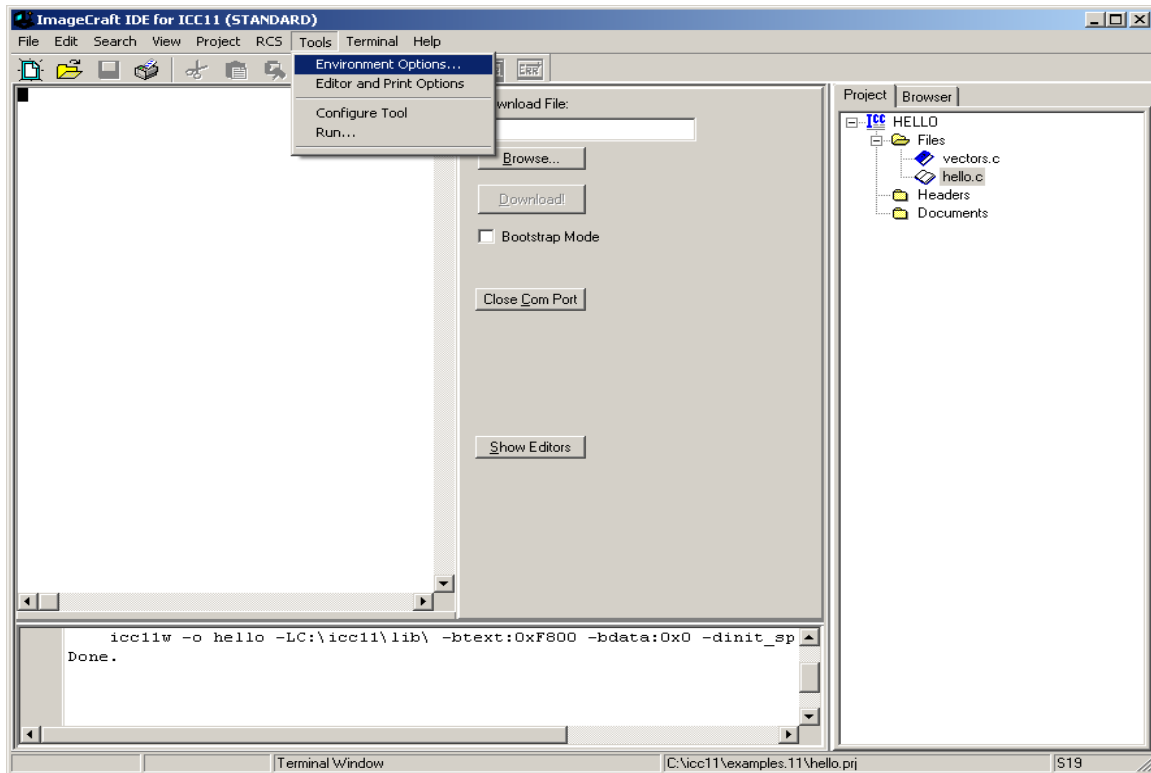 ImageCraft IDE for ICC11 (STANDARD)
File Edit Search View Project RCS Tools Terminal Help
Environment Options...
Editor and Print Options
Configure Tool
Run...
ERR
wnload File:
Browse...
Download!
Bootstrap Mode
Close Com Port
Show Editors
Project Browser
ICC HELLO
Files
vectors.c
hello.c
Headers
Documents
icc11w -o hello -LC:\icc11\lib\ -btext:0xF800 -bdata:0x0 -dinit_sp
Done.
Terminal Window C:\icc11\examples.11\hello.prj S19